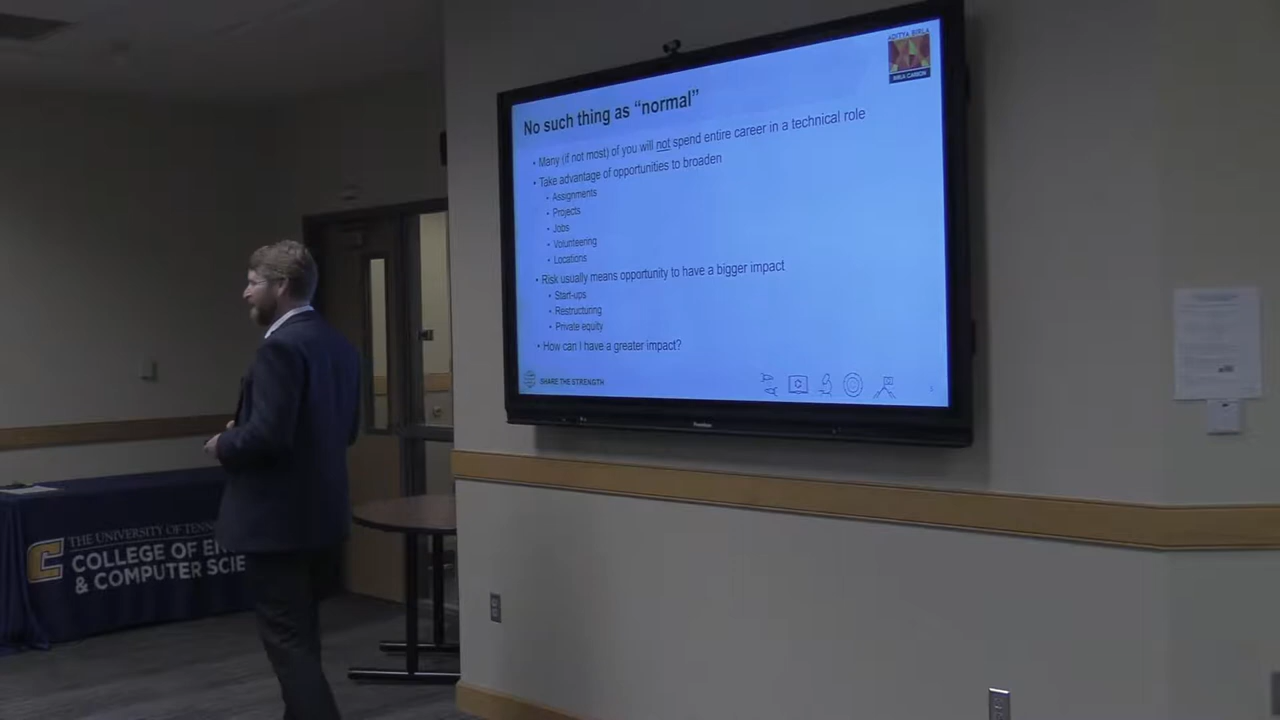 ADITYA BIRLA
BIRLA CARBON
No such thing as “normal”
• Many (if not most) of you will not spend entire career in a technical role
• Take advantage of opportunities to broaden
• Assignments
• Projects
• Jobs
• Volunteering
• Locations
• Risk usually means opportunity to have a bigger impact
• Start-ups
• Restructuring
• Private equity
• How can I have a greater impact?
SHARE THE STRENGTH
C
THE UNIVERSITY OF TENN
COLLEGE OF EN
& COMPUTER SCIE